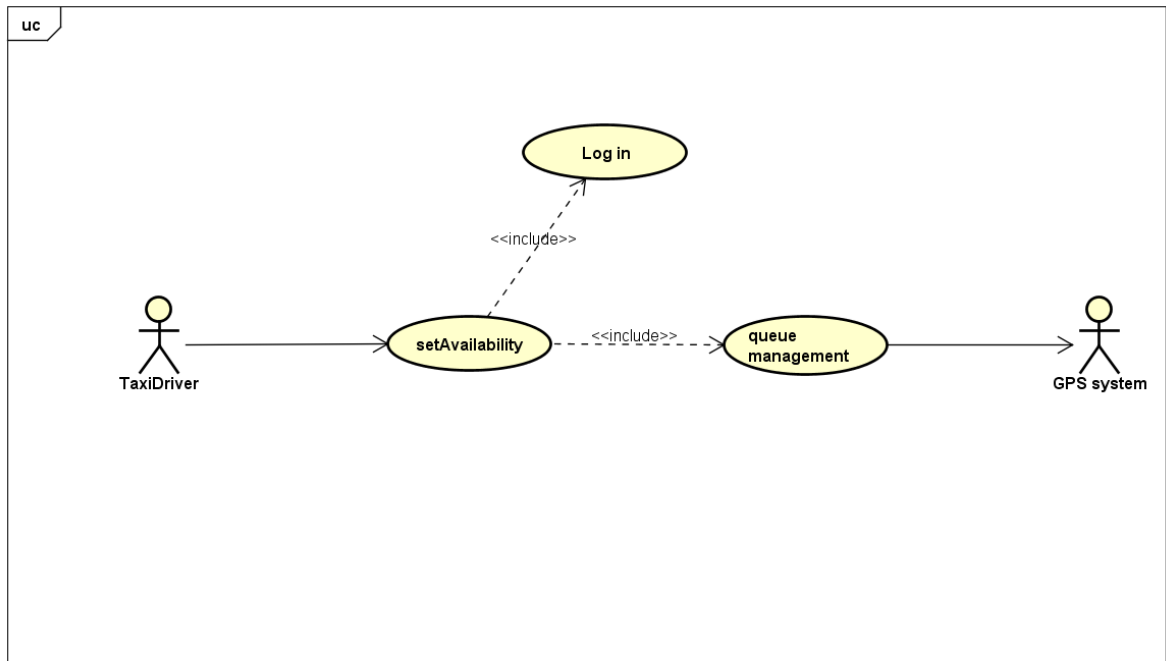 uc
Log in
<<include>>
TaxiDriver
setAvailability
<<include>>
queue
management
GPS system